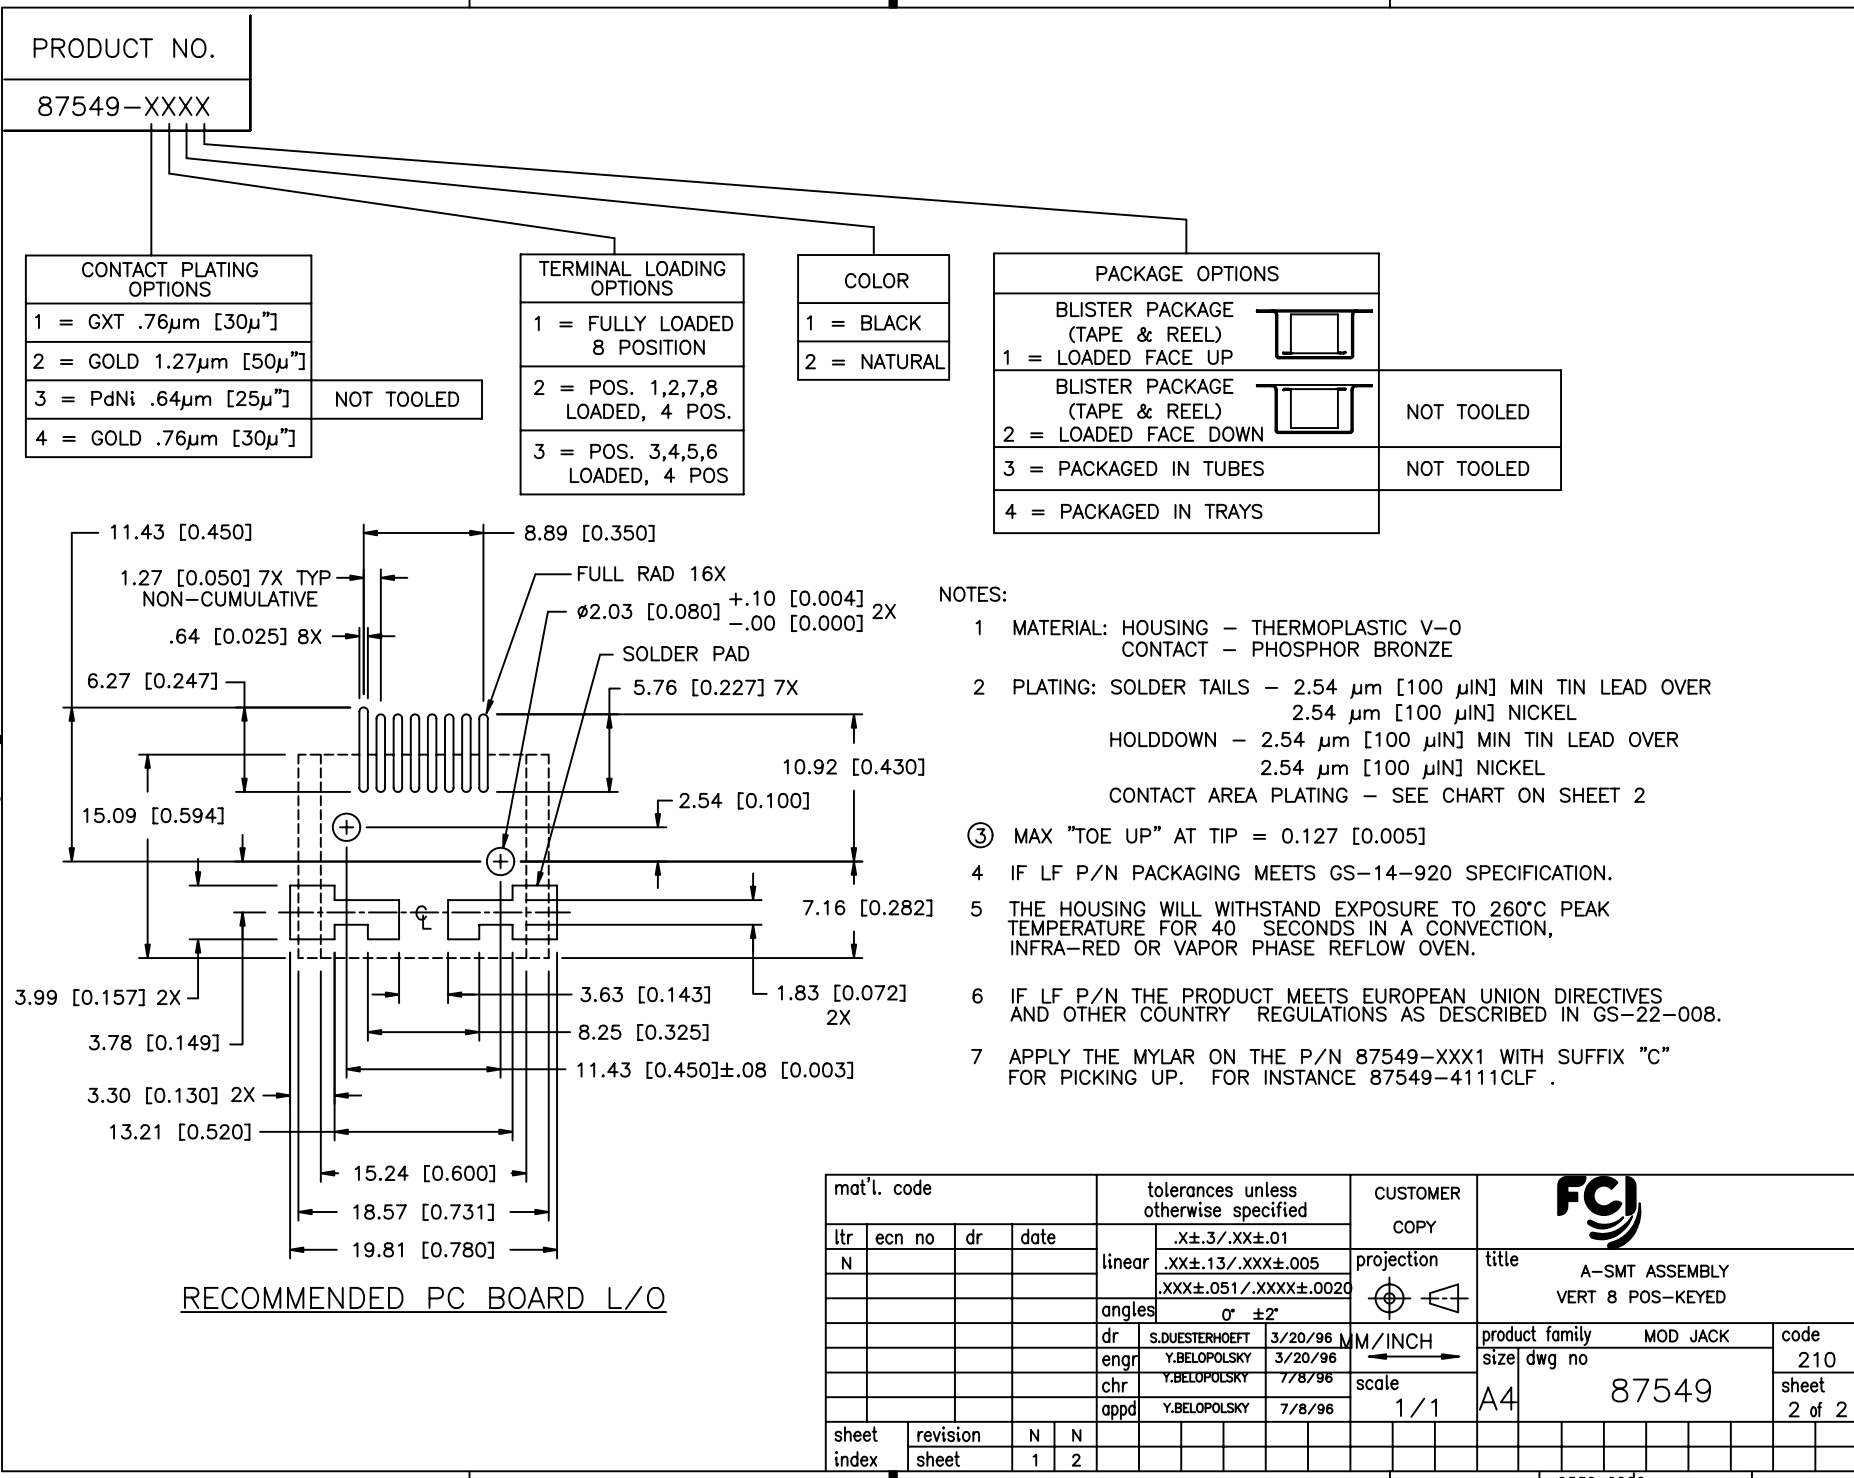 PRODUCT NO.
87549-XXXX
CONTACT PLATING
OPTIONS
1 = GXT .76µm [30µ"]
2 = GOLD 1.27µm [50µ"]
3 = PdNi .64µm [25µ"]
NOT TOOLED
4 = GOLD .76µm [30µ"]
TERMINAL LOADING
OPTIONS
1 = FULLY LOADED
8 POSITION
2 = POS. 1,2,7,8
LOADED, 4 POS.
3 = POS. 3,4,5,6
LOADED, 4 POS
COLOR
1 = BLACK
2 = NATURAL
PACKAGE OPTIONS
BLISTER PACKAGE
(TAPE & REEL)
1 = LOADED FACE UP
BLISTER PACKAGE
(TAPE & REEL)
2 = LOADED FACE DOWN
NOT TOOLED
3 = PACKAGED IN TUBES
NOT TOOLED
4 = PACKAGED IN TRAYS
11.43 [0.450]
8.89 [0.350]
1.27 [0.050] 7X TYP
NON-CUMULATIVE
FULL RAD 16X
ø2.03 [0.080] +.10 [0.004] 2X
-.00 [0.000]
.64 [0.025] 8X
SOLDER PAD
6.27 [0.247]
5.76 [0.227] 7X
10.92 [0.430]
2.54 [0.100]
15.09 [0.594]
7.16 [0.282]
℄
3.99 [0.157] 2X
3.63 [0.143]
1.83 [0.072]
2X
8.25 [0.325]
3.78 [0.149]
11.43 [0.450]±.08 [0.003]
3.30 [0.130] 2X
13.21 [0.520]
15.24 [0.600]
18.57 [0.731]
19.81 [0.780]
RECOMMENDED PC BOARD L/O
NOTES:
1 MATERIAL: HOUSING - THERMOPLASTIC V-0
CONTACT - PHOSPHOR BRONZE
2 PLATING: SOLDER TAILS - 2.54 µm [100 µIN] MIN TIN LEAD OVER
2.54 µm [100 µIN] NICKEL
HOLDDOWN - 2.54 µm [100 µIN] MIN TIN LEAD OVER
2.54 µm [100 µIN] NICKEL
CONTACT AREA PLATING - SEE CHART ON SHEET 2
③ MAX "TOE UP" AT TIP = 0.127 [0.005]
4 IF LF P/N PACKAGING MEETS GS-14-920 SPECIFICATION.
5 THE HOUSING WILL WITHSTAND EXPOSURE TO 260°C PEAK
TEMPERATURE FOR 40 SECONDS IN A CONVECTION,
INFRA-RED OR VAPOR PHASE REFLOW OVEN.
6 IF LF P/N THE PRODUCT MEETS EUROPEAN UNION DIRECTIVES
AND OTHER COUNTRY REGULATIONS AS DESCRIBED IN GS-22-008.
7 APPLY THE MYLAR ON THE P/N 87549-XXX1 WITH SUFFIX "C"
FOR PICKING UP. FOR INSTANCE 87549-4111CLF .
mat'l. code
ltr ecn no dr date
N
tolerances unless
otherwise specified
linear
.X±.3/.XX±.01
.XX±.13/.XXX±.005
.XXX±.051/.XXXX±.0020
angles 0° ±2°
dr S.DUESTERHOEFT 3/20/96
engr Y.BELOPOLSKY 3/20/96
chr Y.BELOPOLSKY 7/8/96
appd Y.BELOPOLSKY 7/8/96
CUSTOMER
COPY
projection
MM/INCH
scale
1/1
FCI
title
A-SMT ASSEMBLY
VERT 8 POS-KEYED
product family MOD JACK
code
210
size
A4
dwg no
87549
sheet
2 of 2
sheet
index
revision N N
sheet 1 2